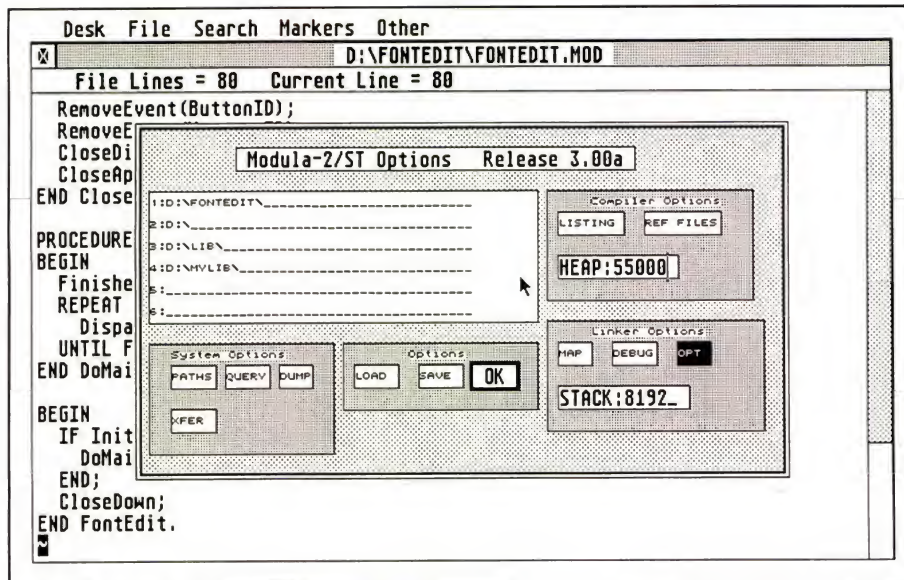 Desk File Search Markers Other
D:\FONTEDIT\FONTEDIT.MOD
File Lines = 80 Current Line = 80
RemoveEvent(ButtonID);
RemoveE
CloseDi
CloseAp
END Close
PROCEDURE
BEGIN
Finishe
REPEAT
Dispa
UNTIL F
END DoMai
BEGIN
IF Init
DoMai
END;
CloseDown;
END FontEdit.
~
Modula-2/ST Options Release 3.00a
1:D:\FONTEDIT\
2:D:\
3:D:\LIB\
4:D:\MYLIB\
5:
6:
Compiler Options
LISTING REF FILES
HEAP:55000
System Options
PATHS QUERY DUMP
XFER
Options
LOAD SAVE OK
Linker Options
MAP DEBUG OPT
STACK:8192_